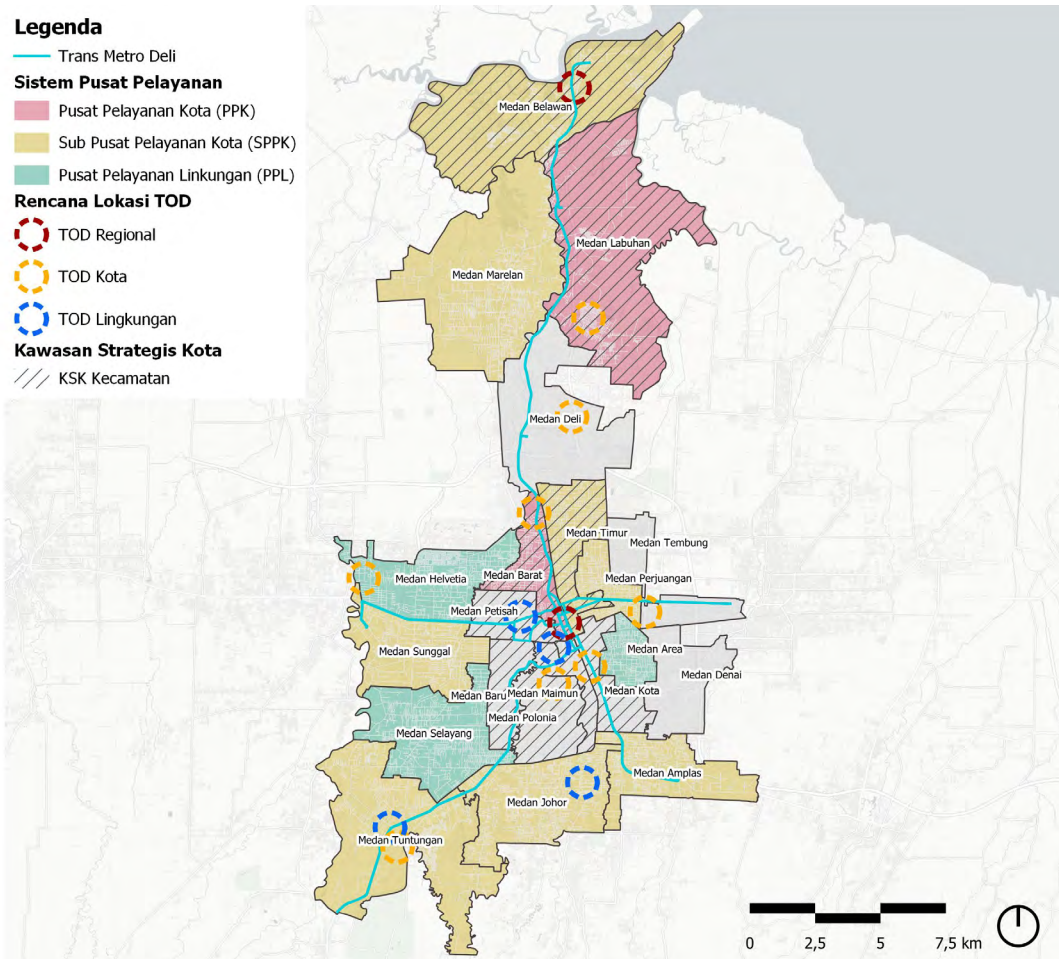 Legenda
Trans Metro Deli
Sistem Pusat Pelayanan
Pusat Pelayanan Kota (PPK)
Sub Pusat Pelayanan Kota (SPPK)
Pusat Pelayanan Linkungan (PPL)
Rencana Lokasi TOD
TOD Regional
TOD Kota
TOD Lingkungan
Kawasan Strategis Kota
KSK Kecamatan
Medan Belawan
Medan Labuhan
Medan Marelan
Medan Deli
Medan Timur
Medan Tembung
Medan Barat
Medan Helvetia
Medan Perjuangan
Medan Petisah
Medan Sunggal
Medan Area
Medan Denai
Medan Baru
Medan Maimun
Medan Kota
Medan Polonia
Medan Selayang
Medan Amplas
Medan Johor
Medan Tuntungan
0 2,5 5 7,5 km